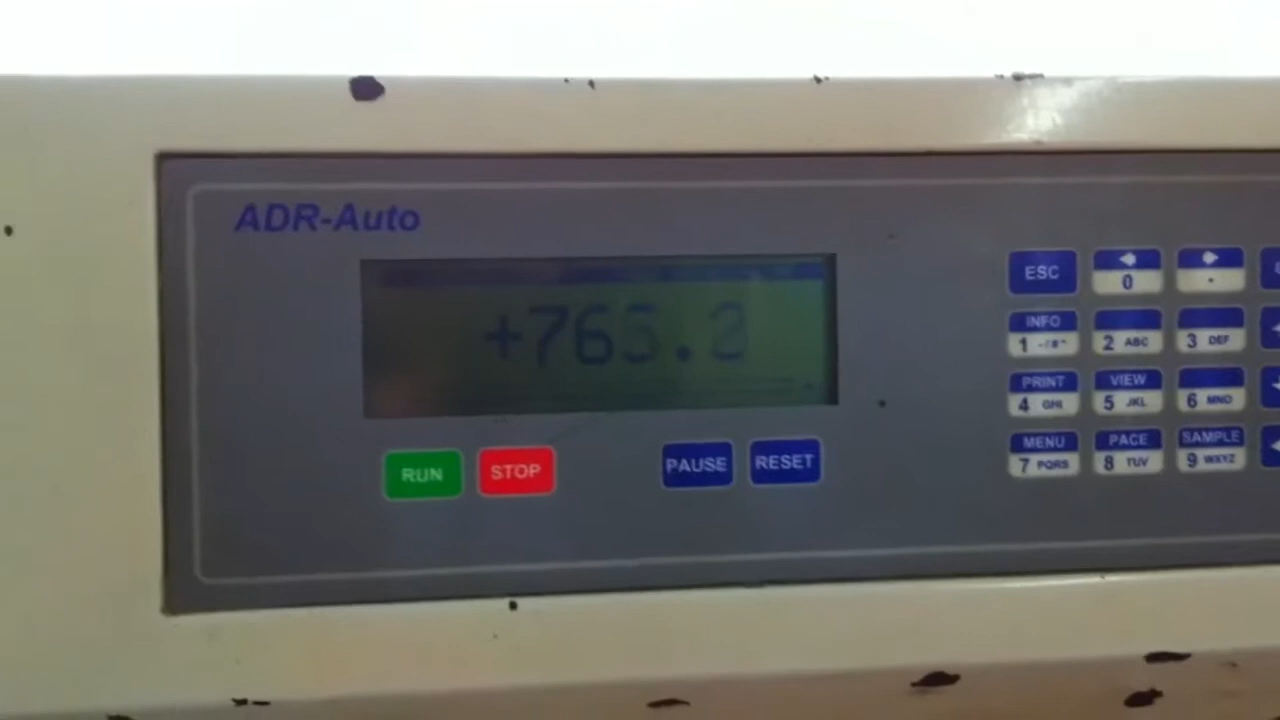 ADR-Auto
+765.2
RUN STOP PAUSE RESET
ESC 0 .
INFO
1 -/#~ 2 ABC 3 DEF
PRINT VIEW
4 GHI 5 JKL 6 MNO
MENU PACE SAMPLE
7 PQRS 8 TUV 9 WXYZ